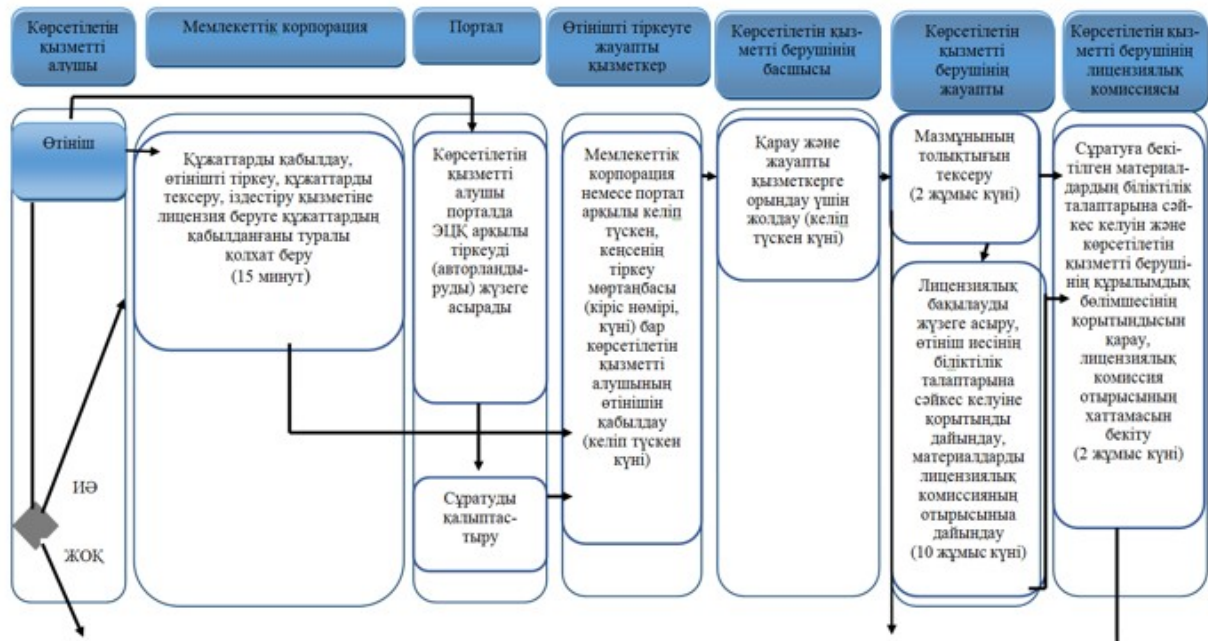 Көрсетілетін
қызметті
алушы
Мемлекеттік корпорация
Портал
Өтінішті тіркеуге
жауапты
қызметкер
Көрсетілетін қыз-
метті берушінің
басшысы
Көрсетілетін
қызметті
берушінің
жауапты
Көрсетілетін қыз-
метті берушінің
лицензиялық
комиссиясы
Өтініш
Құжаттарды қабылдау,
өтінішті тіркеу, құжаттарды
тексеру, іздестіру қызметіне
лицензия беруге құжаттардың
қабылданғаны туралы
қолхат беру
(15 минут)
Көрсетілетін
қызметті
алушы
порталда
ЭЦҚ арқылы
тіркеуді
(авторланды-
руды) жүзеге
асырады
Сұратуды
қалыптас-
тыру
Мемлекеттік
корпорация
немесе портал
арқылы келіп
түскен,
кеңсенің
тіркеу
мөртаңбасы
(кіріс нөмірі,
күні) бар
көрсетілетін
қызметті
алушының
өтінішін
қабылдау
(келіп түскен
күні)
Қарау және
жауапты
қызметкерге
орындау үшін
жолдау (келіп
түскен күні)
Мазмұнының
толықтығын
тексеру
(2 жұмыс күні)
Лицензиялық
бақылауды
жүзеге асыру,
өтініш иесінің
біліктілік
талаптарына
сәйкес келуіне
қорытынды
дайындау,
материалдарды
лицензиялық
комиссияның
отырысыныа
дайындау
(10 жұмыс күні)
Сұратуға бекі-
тілген материал-
дардың біліктілік
талаптарына сәй-
кес келуін және
көрсетілетін
қызметті беруші-
нің құрылымдық
бөлімшесінің
қорытындысын
қарау,
лицензиялық
комиссия
отырысының
хаттамасын
бекіту
(2 жұмыс күні)
ИӘ
ЖОҚ